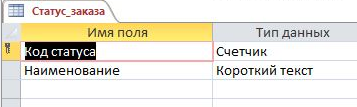 Статус_заказа
Имя поля Тип данных
Код статуса Счетчик
Наименование Короткий текст